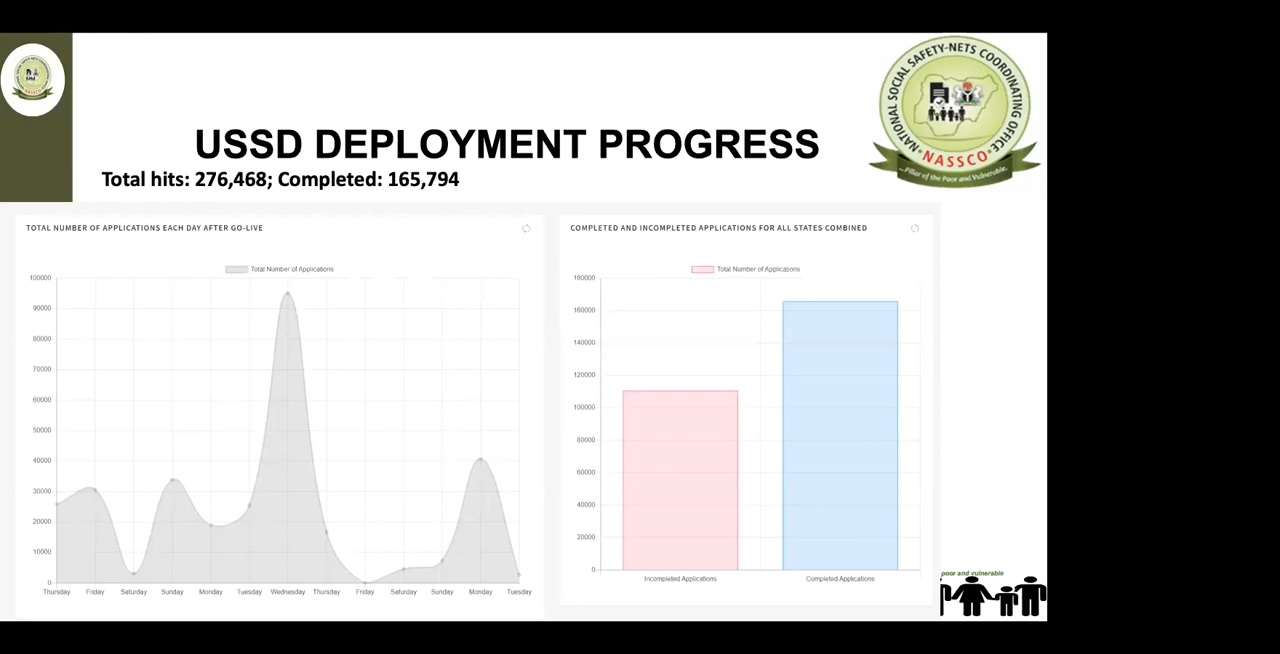 NATIONAL SOCIAL SAFETY-NETS COORDINATING OFFICE
NASSCO
...Pillar of the Poor and Vulnerable.
USSD DEPLOYMENT PROGRESS
Total hits: 276,468; Completed: 165,794
TOTAL NUMBER OF APPLICATIONS EACH DAY AFTER GO-LIVE
Total Number of Applications
100000
90000
80000
70000
60000
50000
40000
30000
20000
10000
0
Thursday Friday Saturday Sunday Monday Tuesday Wednesday Thursday Friday Saturday Sunday Monday Tuesday
COMPLETED AND INCOMPLETED APPLICATIONS FOR ALL STATES COMBINED
Total Number of Applications
180000
160000
140000
120000
100000
80000
60000
40000
20000
0
Incompleted Applications Completed Applications
poor and vulnerable